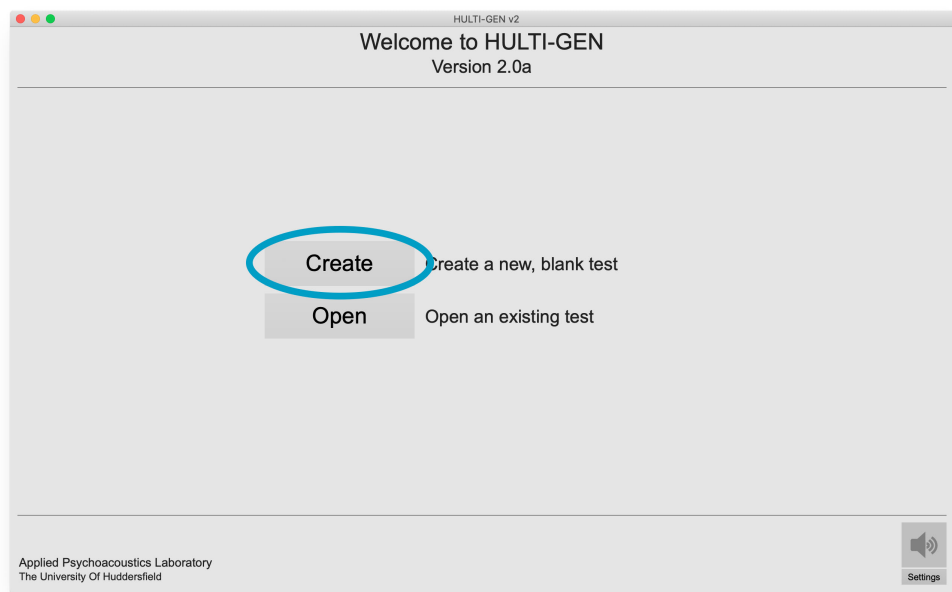 HULTI-GEN v2
Welcome to HULTI-GEN
Version 2.0a
Create
Create a new, blank test
Open
Open an existing test
Applied Psychoacoustics Laboratory
The University Of Huddersfield
Settings